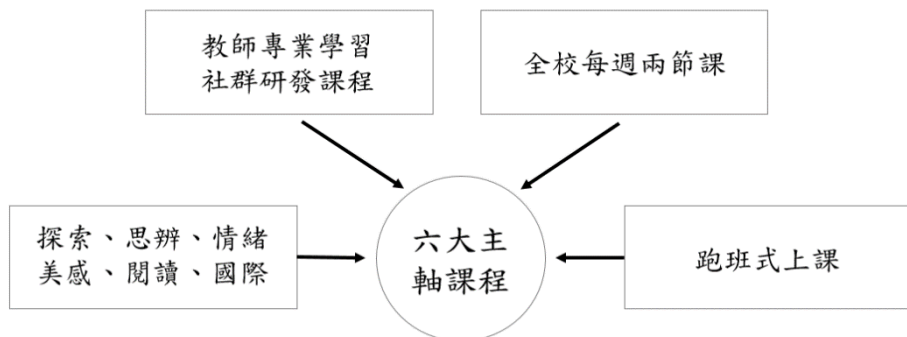 教師專業學習
社群研發課程
全校每週兩節課
探索、思辨、情緒
美感、閱讀、國際
六大主
軸課程
跑班式上課